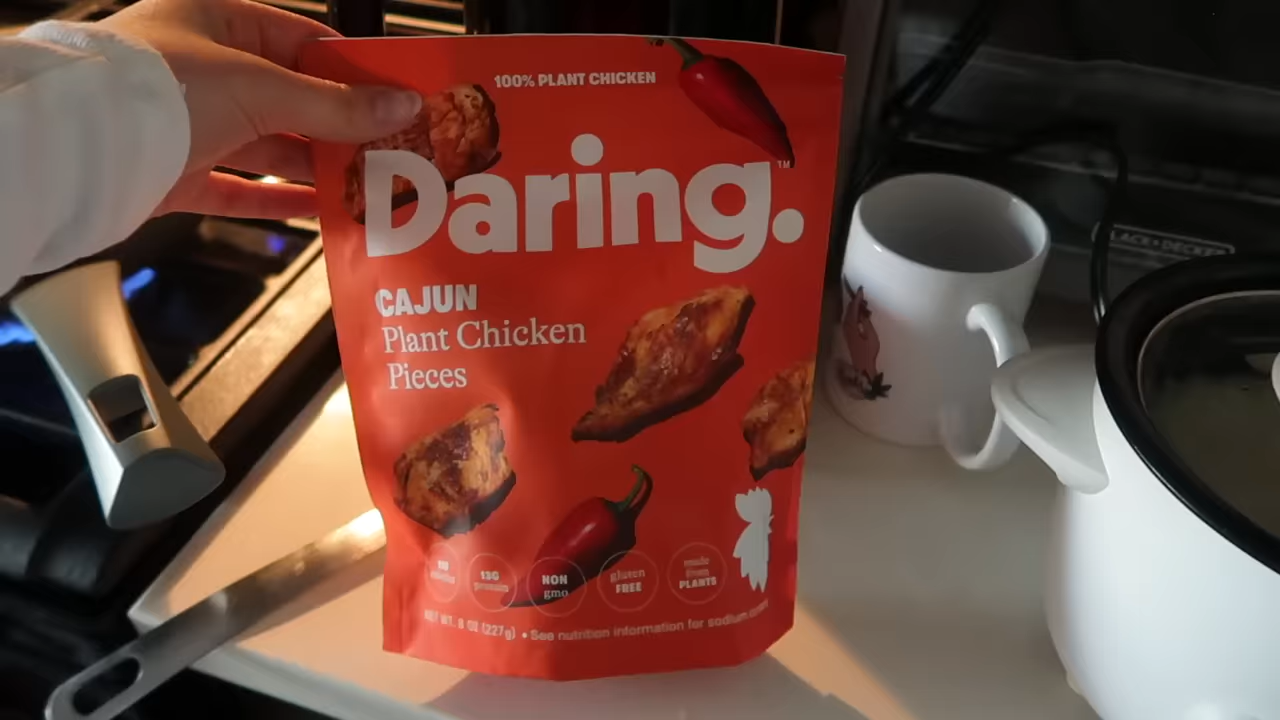 100% PLANT CHICKEN
Daring.™
CAJUN
Plant Chicken
Pieces
13G
protein
NON
gmo
gluten
FREE
made
from
PLANTS
NET WT. 8 OZ (227g) • See nutrition information for sodium
BLACK+DECKER